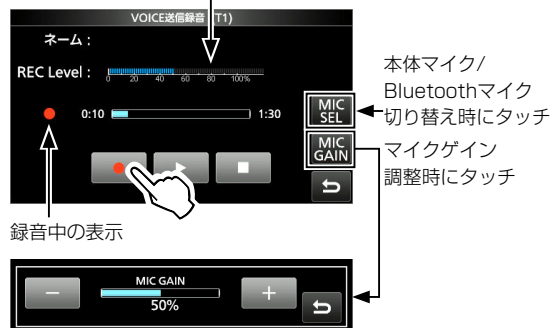 VOICE送信録音 (T1)
ネーム :
REC Level :
0 20 40 60 80 100%
0:10 1:30
MIC
SEL
MIC
GAIN
本体マイク/
Bluetoothマイク
切り替え時にタッチ
マイクゲイン
調整時にタッチ
録音中の表示
MIC GAIN
− +
50%